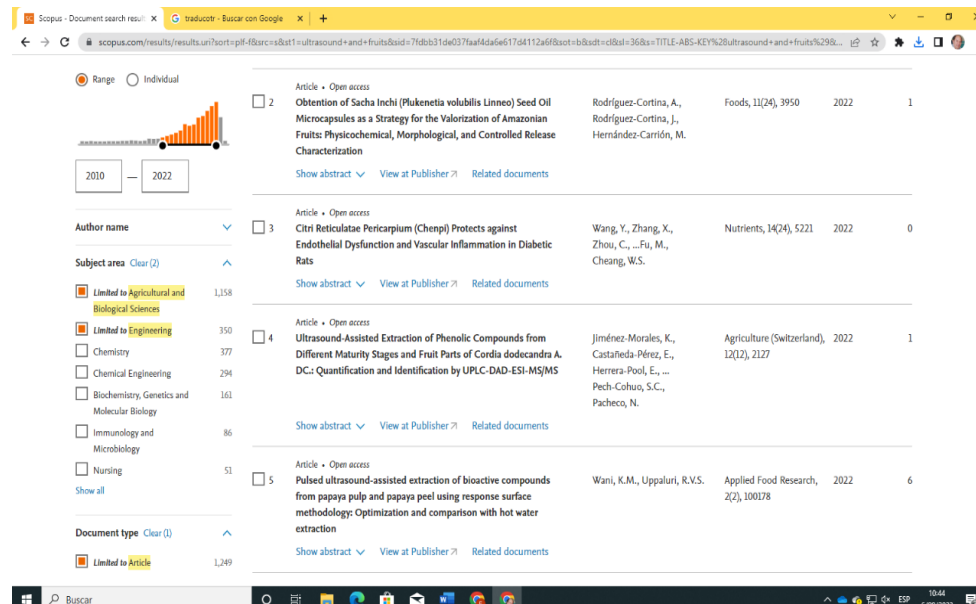 Scopus - Document search result
traducotr - Buscar con Google
scopus.com/results/results.uri?sort=plf-f&src=s&st1=ultrasound+and+fruits&sid=7fdbb31de037faaf4da6e617d4112a6f&sot=b&sdt=cl&sl=36&s=TITLE-ABS-KEY%28ultrasound+and+fruits%29&...
Range
Individual
2010 — 2022
Author name
Subject area Clear (2)
Limited to Agricultural and 1,158
Biological Sciences
Limited to Engineering 350
Chemistry 377
Chemical Engineering 294
Biochemistry, Genetics and 161
Molecular Biology
Immunology and 86
Microbiology
Nursing 51
Show all
Document type Clear (1)
Limited to Article 1,249
Article • Open access
2 Obtention of Sacha Inchi (Plukenetia volubilis Linneo) Seed Oil
Microcapsules as a Strategy for the Valorization of Amazonian
Fruits: Physicochemical, Morphological, and Controlled Release
Characterization
Rodríguez-Cortina, A.,
Rodríguez-Cortina, J.,
Hernández-Carrión, M.
Foods, 11(24), 3950
2022
1
Show abstract View at Publisher Related documents
Article • Open access
3 Citri Reticulatae Pericarpium (Chenpi) Protects against
Endothelial Dysfunction and Vascular Inflammation in Diabetic
Rats
Wang, Y., Zhang, X.,
Zhou, C., ...Fu, M.,
Cheang, W.S.
Nutrients, 14(24), 5221
2022
0
Show abstract View at Publisher Related documents
Article • Open access
4 Ultrasound-Assisted Extraction of Phenolic Compounds from
Different Maturity Stages and Fruit Parts of Cordia dodecandra A.
DC.: Quantification and Identification by UPLC-DAD-ESI-MS/MS
Jiménez-Morales, K.,
Castañeda-Pérez, E.,
Herrera-Pool, E., ...
Pech-Cohuo, S.C.,
Pacheco, N.
Agriculture (Switzerland),
12(12), 2127
2022
1
Show abstract View at Publisher Related documents
Article • Open access
5 Pulsed ultrasound-assisted extraction of bioactive compounds
from papaya pulp and papaya peel using response surface
methodology: Optimization and comparison with hot water
extraction
Wani, K.M., Uppaluri, R.V.S.
Applied Food Research,
2(2), 100178
2022
6
Show abstract View at Publisher Related documents
Buscar
ESP
10:44